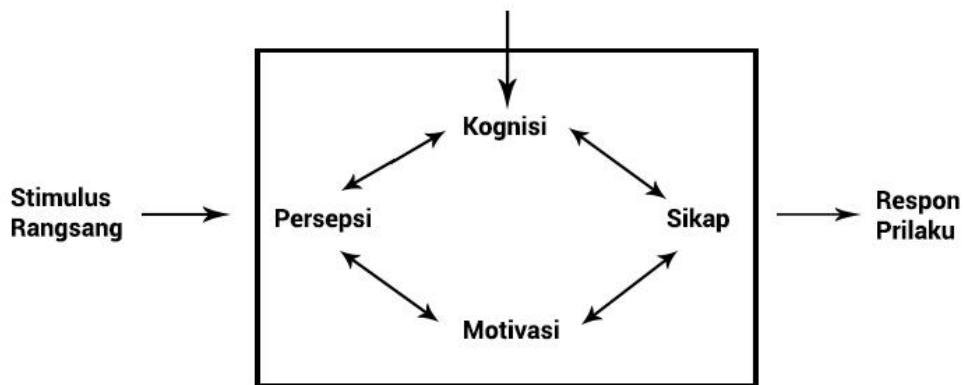 Kognisi
Stimulus
Rangsang
Persepsi
Sikap
Respon
Prilaku
Motivasi